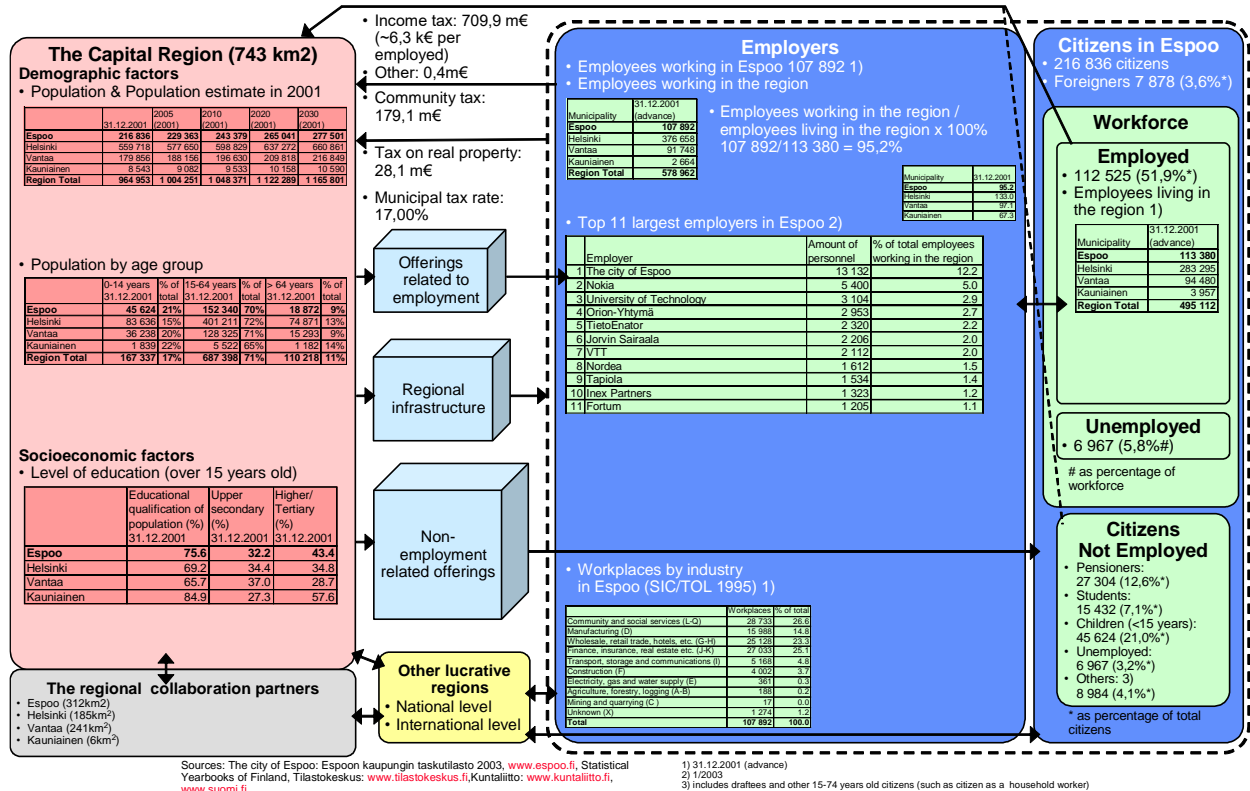 The Capital Region (743 km2)
Demographic factors
• Population & Population estimate in 2001
31.12.2001 2005 (2001) 2010 (2001) 2020 (2001) 2030 (2001)
Espoo 216 836 229 363 243 379 265 041 277 501
Helsinki 559 718 577 650 598 829 637 272 660 861
Vantaa 179 856 188 156 196 630 209 818 216 849
Kauniainen 8 543 9 082 9 533 10 158 10 590
Region Total 964 953 1 004 251 1 048 371 1 122 289 1 165 801
• Population by age group
0-14 years 31.12.2001 % of total 15-64 years 31.12.2001 % of total > 64 years 31.12.2001 % of total
Espoo 45 624 21% 152 340 70% 18 872 9%
Helsinki 83 636 15% 401 211 72% 74 871 13%
Vantaa 36 238 20% 128 325 71% 15 293 9%
Kauniainen 1 839 22% 5 522 65% 1 182 14%
Region Total 167 337 17% 687 398 71% 110 218 11%
Socioeconomic factors
• Level of education (over 15 years old)
Educational qualification of population (%) 31.12.2001 Upper secondary (%) 31.12.2001 Higher/ Tertiary (%) 31.12.2001
Espoo 75.6 32.2 43.4
Helsinki 69.2 34.4 34.8
Vantaa 65.7 37.0 28.7
Kauniainen 84.9 27.3 57.6
The regional collaboration partners
• Espoo (312km2)
• Helsinki (185km²)
• Vantaa (241km²)
• Kauniainen (6km²)
• Income tax: 709,9 m€
(~6,3 k€ per
employed)
• Other: 0,4m€
• Community tax:
179,1 m€
• Tax on real property:
28,1 m€
• Municipal tax rate:
17,00%
Offerings
related to
employment
Regional
infrastructure
Non-
employment
related offerings
Other lucrative
regions
• National level
• International level
Employers
• Employees working in Espoo 107 892 1)
• Employees working in the region
Municipality 31.12.2001 (advance)
Espoo 107 892
Helsinki 376 658
Vantaa 91 748
Kauniainen 2 664
Region Total 578 962
• Employees working in the region /
employees living in the region x 100%
107 892/113 380 = 95,2%
Municipality 31.12.2001
Espoo 95.2
Helsinki 133.0
Vantaa 97.1
Kauniainen 67.3
• Top 11 largest employers in Espoo 2)
Employer Amount of personnel % of total employees working in the region
1 The city of Espoo 13 132 12.2
2 Nokia 5 400 5.0
3 University of Technology 3 104 2.9
4 Orion-Yhtymä 2 953 2.7
5 TietoEnator 2 320 2.2
6 Jorvin Sairaala 2 206 2.0
7 VTT 2 112 2.0
8 Nordea 1 612 1.5
9 Tapiola 1 534 1.4
10 Inex Partners 1 323 1.2
11 Fortum 1 205 1.1
• Workplaces by industry
in Espoo (SIC/TOL 1995) 1)
Workplaces % of total
Community and social services (L-Q) 28 733 26.6
Manufacturing (D) 15 988 14.8
Wholesale, retail trade, hotels, etc. (G-H) 25 128 23.3
Finance, insurance, real estate etc. (J-K) 27 033 25.1
Transport, storage and communications (I) 5 168 4.8
Construction (F) 4 002 3.7
Electricity, gas and water supply (E) 361 0.3
Agriculture, forestry, logging (A-B) 188 0.2
Mining and quarrying (C ) 17 0.0
Unknown (X) 1 274 1.2
Total 107 892 100.0
Citizens in Espoo
• 216 836 citizens
• Foreigners 7 878 (3,6%*)
Workforce
Employed
• 112 525 (51,9%*)
• Employees living in
the region 1)
Municipality 31.12.2001 (advance)
Espoo 113 380
Helsinki 283 295
Vantaa 94 480
Kauniainen 3 957
Region Total 495 112
Unemployed
• 6 967 (5,8%#)
# as percentage of
workforce
Citizens
Not Employed
• Pensioners:
27 304 (12,6%*)
• Students:
15 432 (7,1%*)
• Children (<15 years):
45 624 (21,0%*)
• Unemployed:
6 967 (3,2%*)
• Others: 3)
8 984 (4,1%*)
* as percentage of total
citizens
Sources: The city of Espoo: Espoon kaupungin taskutilasto 2003, www.espoo.fi, Statistical
Yearbooks of Finland, Tilastokeskus: www.tilastokeskus.fi,Kuntaliitto: www.kuntaliitto.fi,
www.suomi.fi
1) 31.12.2001 (advance)
2) 1/2003
3) includes draftees and other 15-74 years old citizens (such as citizen as a household worker)